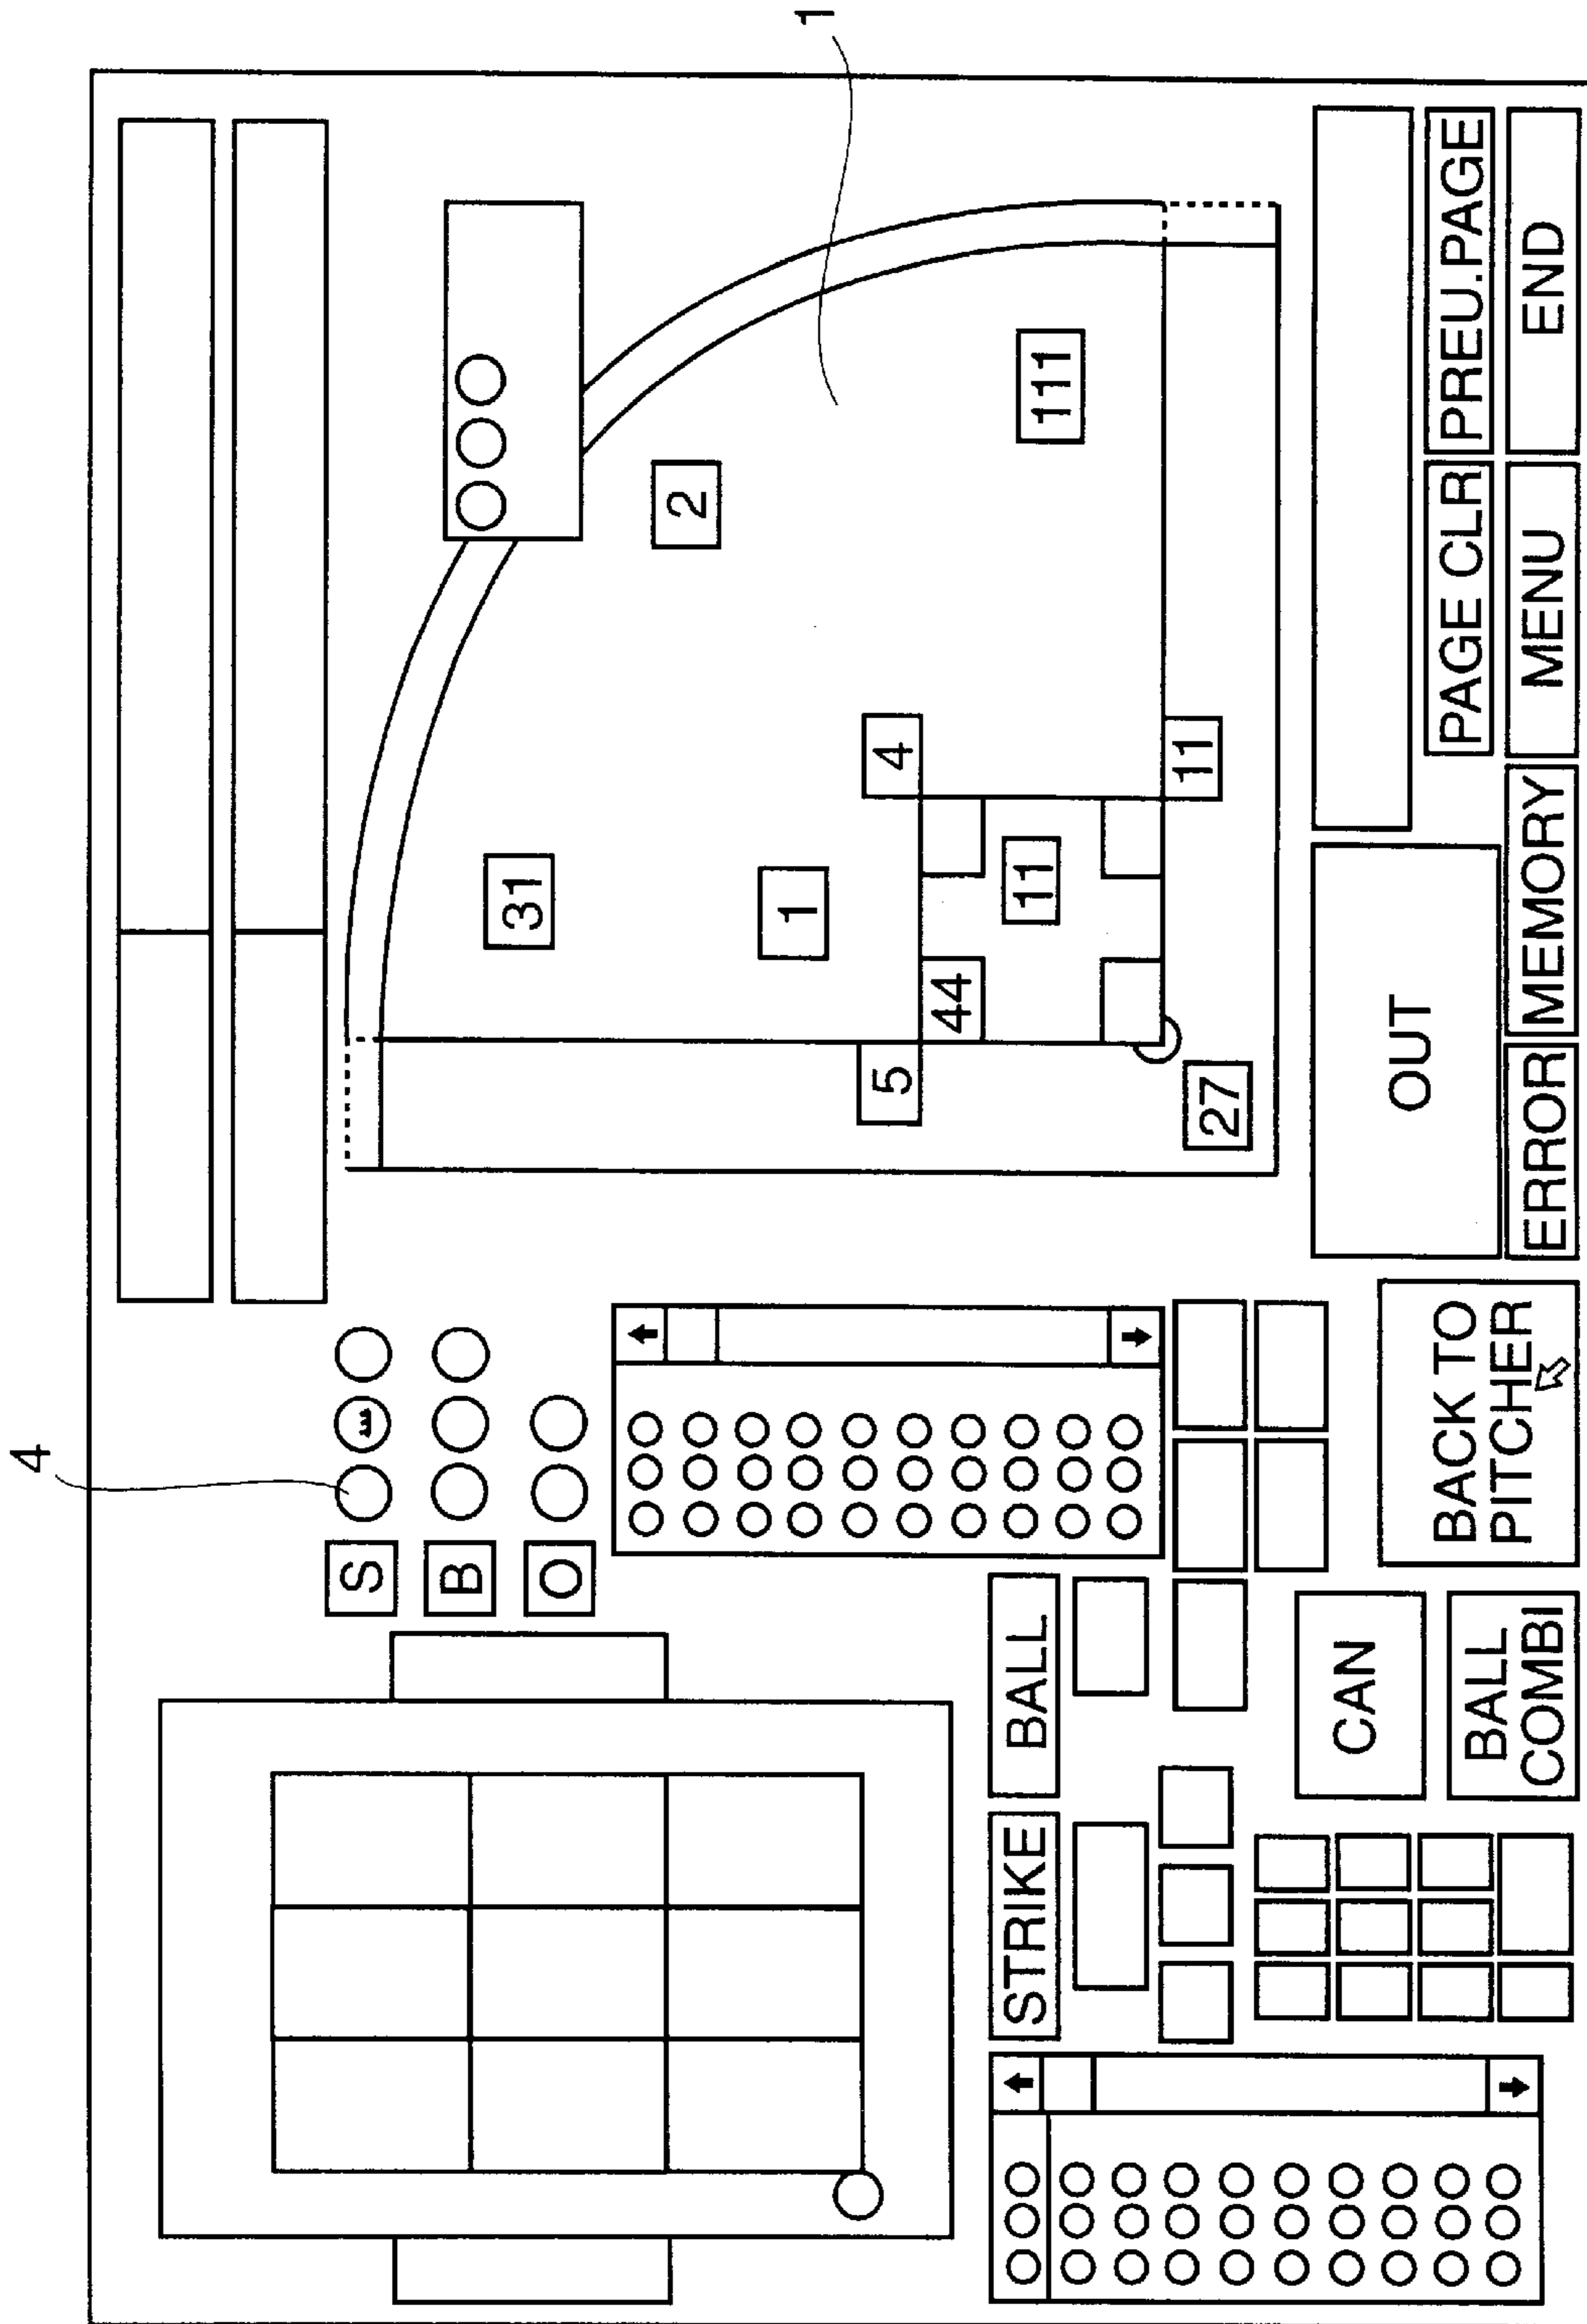 4
S
B
O
31
2
1
1
5
4
44
11
111
11
27
STRIKE
BALL
CAN
BALL
COMBI
BACK TO
PITCHER
OUT
PAGE CLR
PREU.PAGE
ERROR
MEMORY
MENU
END